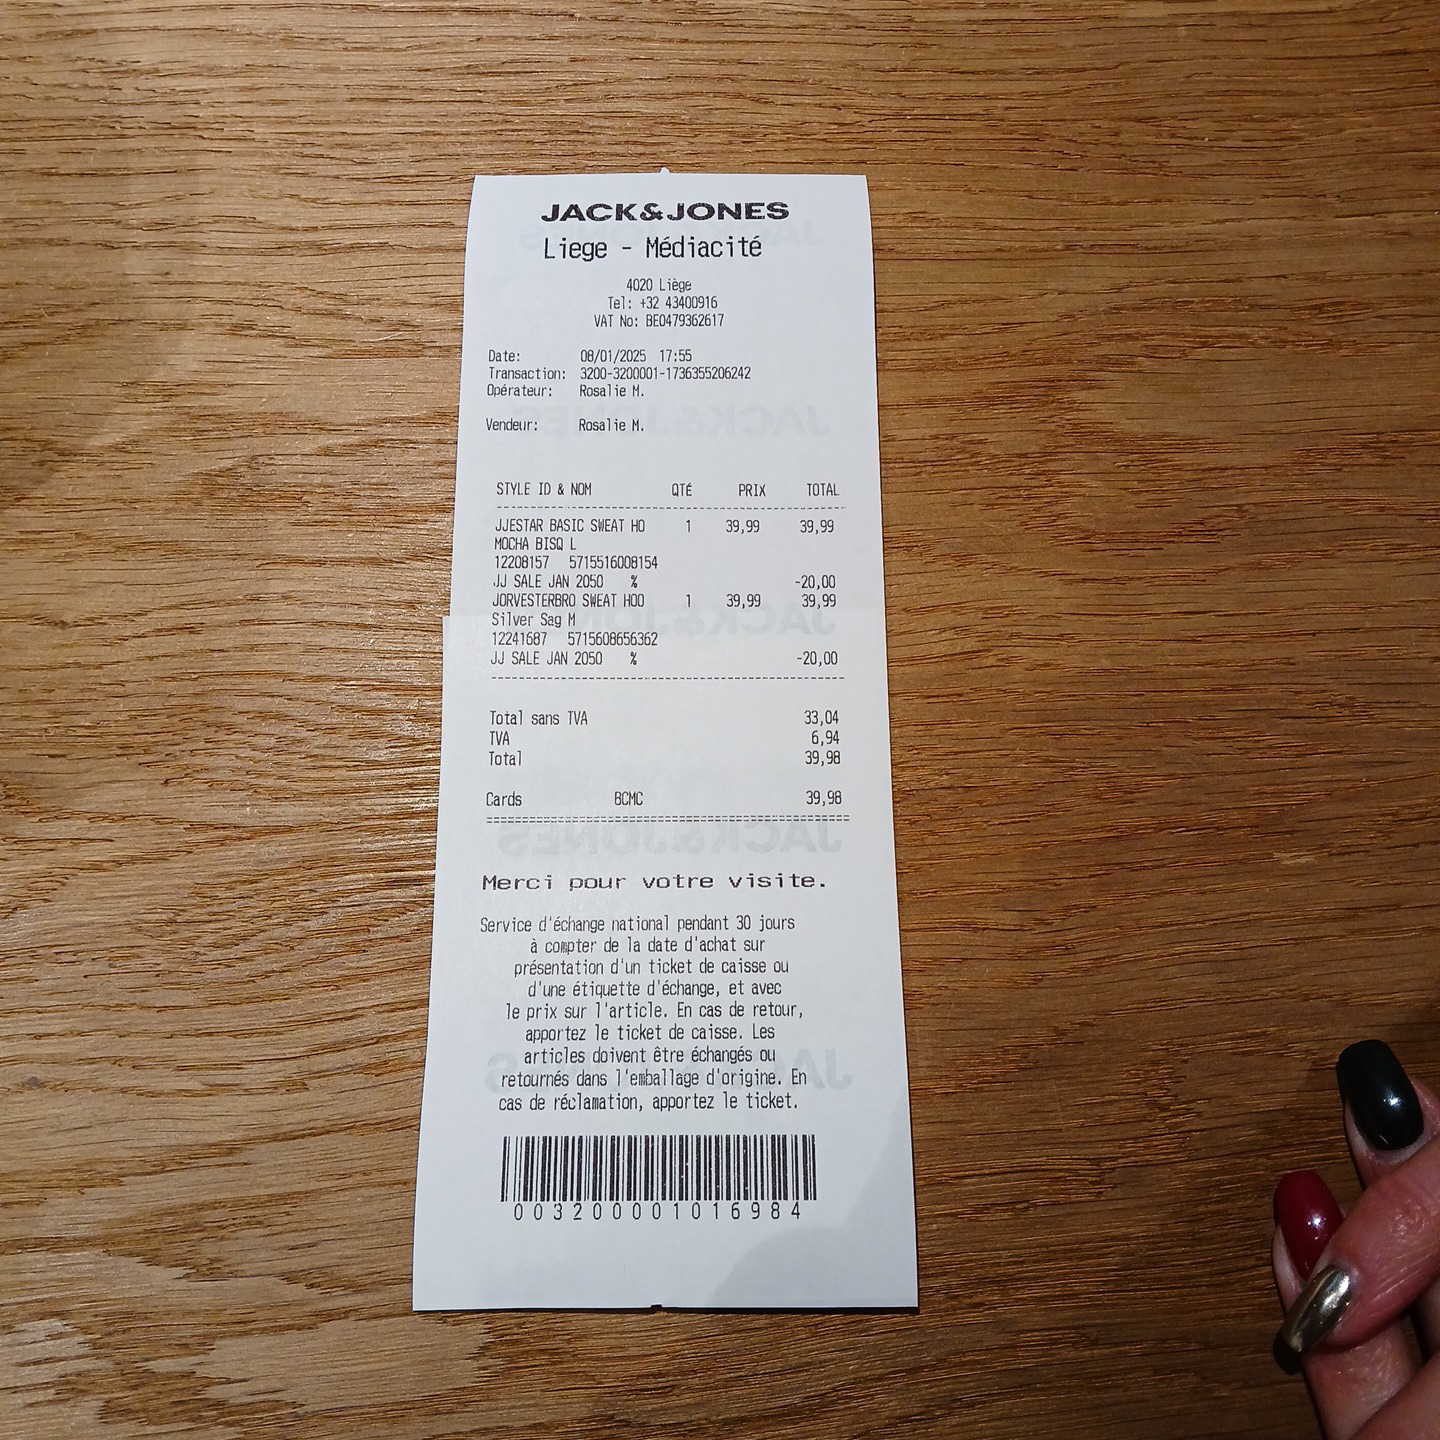 JACK&JONES
Liege - Médiacité
4020 Liège
Tel: +32 43400916
VAT No: BE0479362617
Date: 08/01/2025 17:55
Transaction: 3200-3200001-1736355206242
Opérateur: Rosalie M.
Vendeur: Rosalie M.
STYLE ID & NOM QTÉ PRIX TOTAL
JJESTAR BASIC SWEAT HO 1 39,99 39,99
MOCHA BISQ L
12208157 5715516008154
JJ SALE JAN 2050 % -20,00
JORVESTERBRO SWEAT HOO 1 39,99 39,99
Silver Sag M
12241687 5715608656362
JJ SALE JAN 2050 % -20,00
Total sans TVA 33,04
TVA 6,94
Total 39,98
Cards BCMC 39,98
Merci pour votre visite.
Service d'échange national pendant 30 jours
à compter de la date d'achat sur
présentation d'un ticket de caisse ou
d'une étiquette d'échange, et avec
le prix sur l'article. En cas de retour,
apportez le ticket de caisse. Les
articles doivent être échangés ou
retournés dans l'emballage d'origine. En
cas de réclamation, apportez le ticket.
0032000001016984